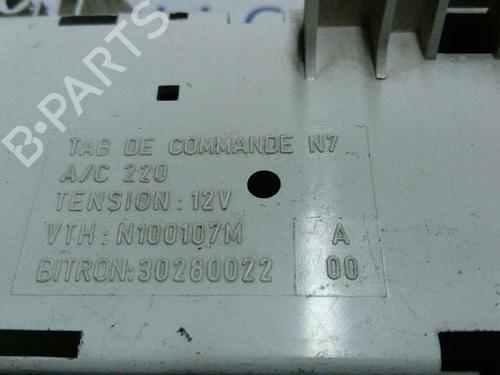 B-PARTS
TAB DE COMMANDE N7
A/C 220
TENSION: 12V
VTH: N100107M
A
BITRON: 30280022
00